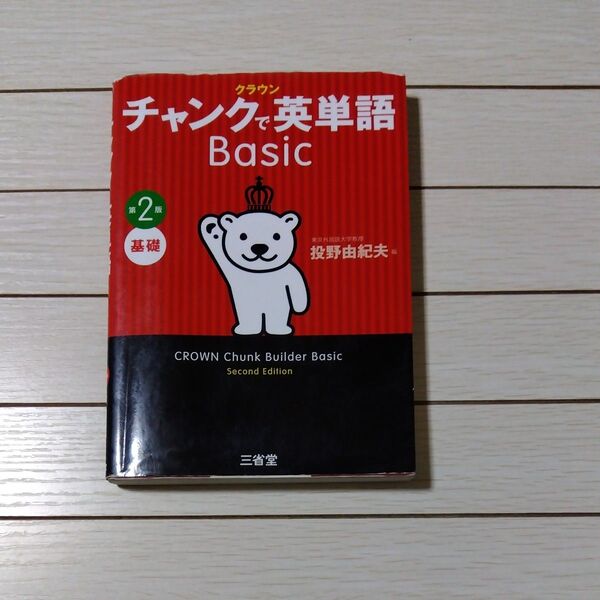 クラウン
チャンクで英単語
Basic
第2版
基礎
東京外国語大学教授
投野由紀夫 編
CROWN Chunk Builder Basic
Second Edition
三省堂